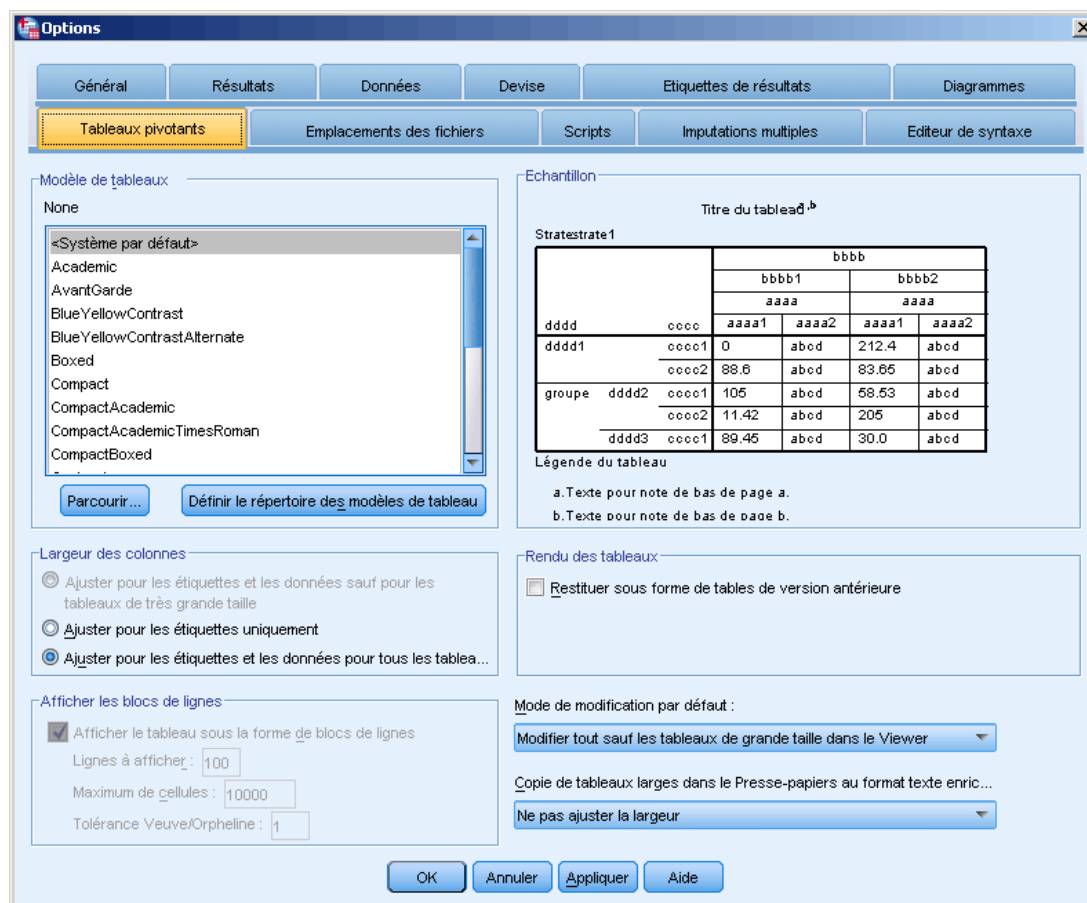 Options
Général Résultats Données Devise Etiquettes de résultats Diagrammes
Tableaux pivotants Emplacements des fichiers Scripts Imputations multiples Editeur de syntaxe
Modèle de tableaux
None
<Système par défaut>
Academic
AvantGarde
BlueYellowContrast
BlueYellowContrastAlternate
Boxed
Compact
CompactAcademic
CompactAcademicTimesRoman
CompactBoxed
Parcourir...
Définir le répertoire des modèles de tableau
Echantillon
Titre du tableau a,b
Stratestrate1
bbbb
bbbb1 bbbb2
aaaa aaaa
dddd cccc aaaa1 aaaa2 aaaa1 aaaa2
dddd1 cccc1 0 abcd 212.4 abcd
cccc2 88.6 abcd 83.65 abcd
groupe dddd2 cccc1 105 abcd 58.53 abcd
cccc2 11.42 abcd 205 abcd
dddd3 cccc1 89.45 abcd 30.0 abcd
Légende du tableau
a.Texte pour note de bas de page a.
b.Texte pour note de bas de page b.
Largeur des colonnes
Ajuster pour les étiquettes et les données sauf pour les
tableaux de très grande taille
Ajuster pour les étiquettes uniquement
Ajuster pour les étiquettes et les données pour tous les tablea...
Rendu des tableaux
Restituer sous forme de tables de version antérieure
Afficher les blocs de lignes
Afficher le tableau sous la forme de blocs de lignes
Lignes à afficher : 100
Maximum de cellules : 10000
Tolérance Veuve/Orpheline : 1
Mode de modification par défaut :
Modifier tout sauf les tableaux de grande taille dans le Viewer
Copie de tableaux larges dans le Presse-papiers au format texte enric...
Ne pas ajuster la largeur
OK Annuler Appliquer Aide